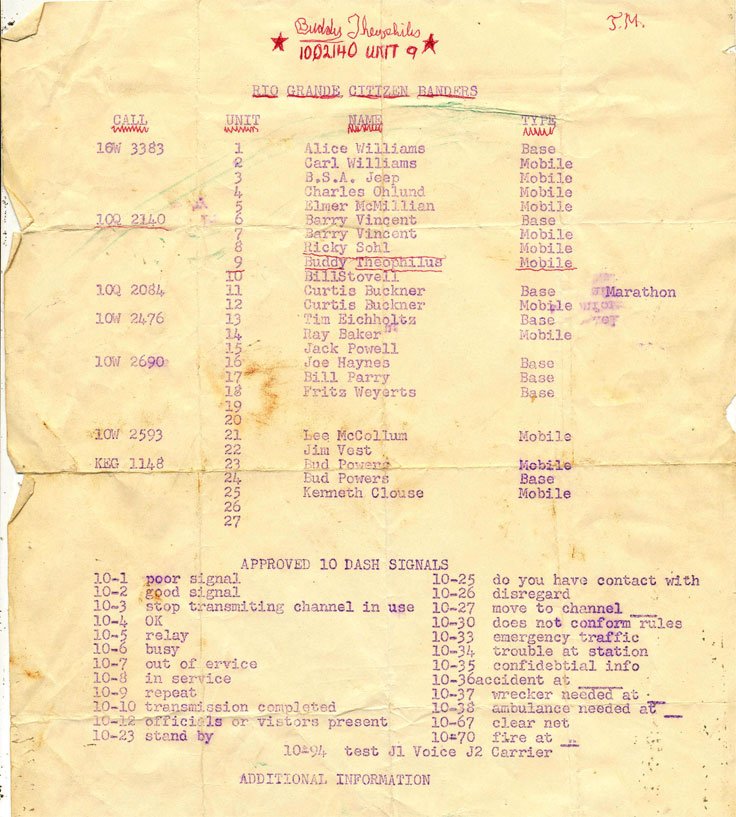 Buddy Theophilus
J.M.
★ 10Q2140 UNIT 9 ★
RIO GRANDE CITIZEN BANDERS
CALL UNIT NAME TYPE
16W 3383 1 Alice Williams Base
2 Carl Williams Mobile
3 B.S.A. Jeep Mobile
4 Charles Ohlund Mobile
5 Elmer McMillian Mobile
10Q 2140 6 Barry Vincent Base
7 Barry Vincent Mobile
8 Ricky Sohl Mobile
9 Buddy Theophilus Mobile
10 BillStovell
10Q 2084 11 Curtis Buckner Base Marathon
12 Curtis Buckner Mobile
10W 2476 13 Tim Eichholtz Base
14 Ray Baker Mobile
15 Jack Powell
10W 2690 16 Joe Haynes Base
17 Bill Parry Base
18 Fritz Weyerts Base
19
20
10W 2593 21 Lee McCollum Mobile
22 Jim Vest
KEG 1148 23 Bud Powers Mobile
24 Bud Powers Base
25 Kenneth Clouse Mobile
26
27
APPROVED 10 DASH SIGNALS
10-1 poor signal 10-25 do you have contact with
10-2 good signal 10-26 disregard
10-3 stop transmiting channel in use 10-27 move to channel __
10-4 OK 10-30 does not conform rules
10-5 relay 10-33 emergency traffic
10-6 busy 10-34 trouble at station
10-7 out of ervice 10-35 confidebtial info
10-8 in service 10-36accident at ____
10-9 repeat 10-37 wrecker needed at __
10-10 transmission completed 10-38 ambulance needed at __
10-12 officisls or vistors present 10-67 clear net
10-23 stand by 10-70 fire at __
10-94 test J1 Voice J2 Carrier
ADDITIONAL INFORMATION